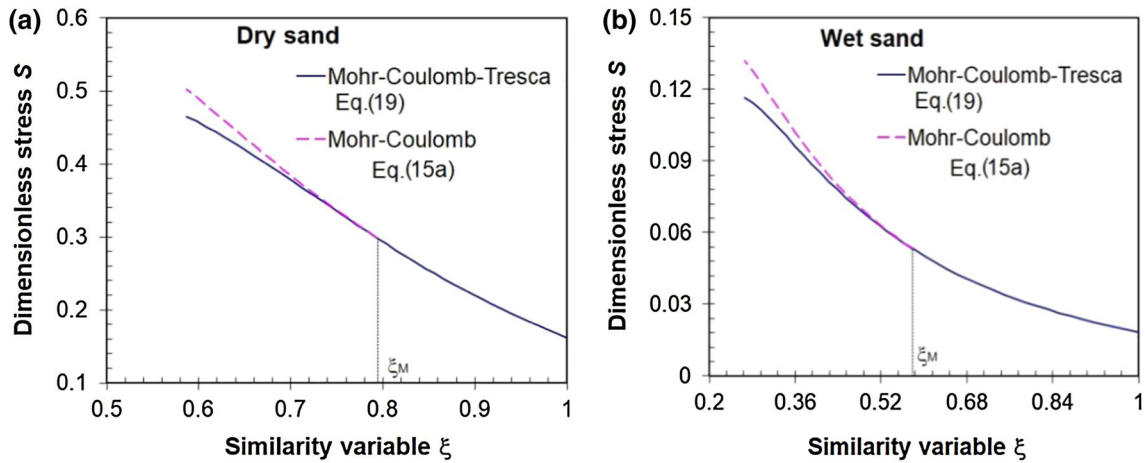 (a)
Dry sand
Mohr-Coulomb-Tresca
Eq.(19)
Mohr-Coulomb
Eq.(15a)
Dimensionless stress S
0.6
0.5
0.4
0.3
0.2
0.1
ξM
0.5 0.6 0.7 0.8 0.9 1
Similarity variable ξ
(b)
Wet sand
Mohr-Coulomb-Tresca
Eq.(19)
Mohr-Coulomb
Eq.(15a)
Dimensionless stress S
0.15
0.12
0.09
0.06
0.03
0
ξM
0.2 0.36 0.52 0.68 0.84 1
Similarity variable ξ